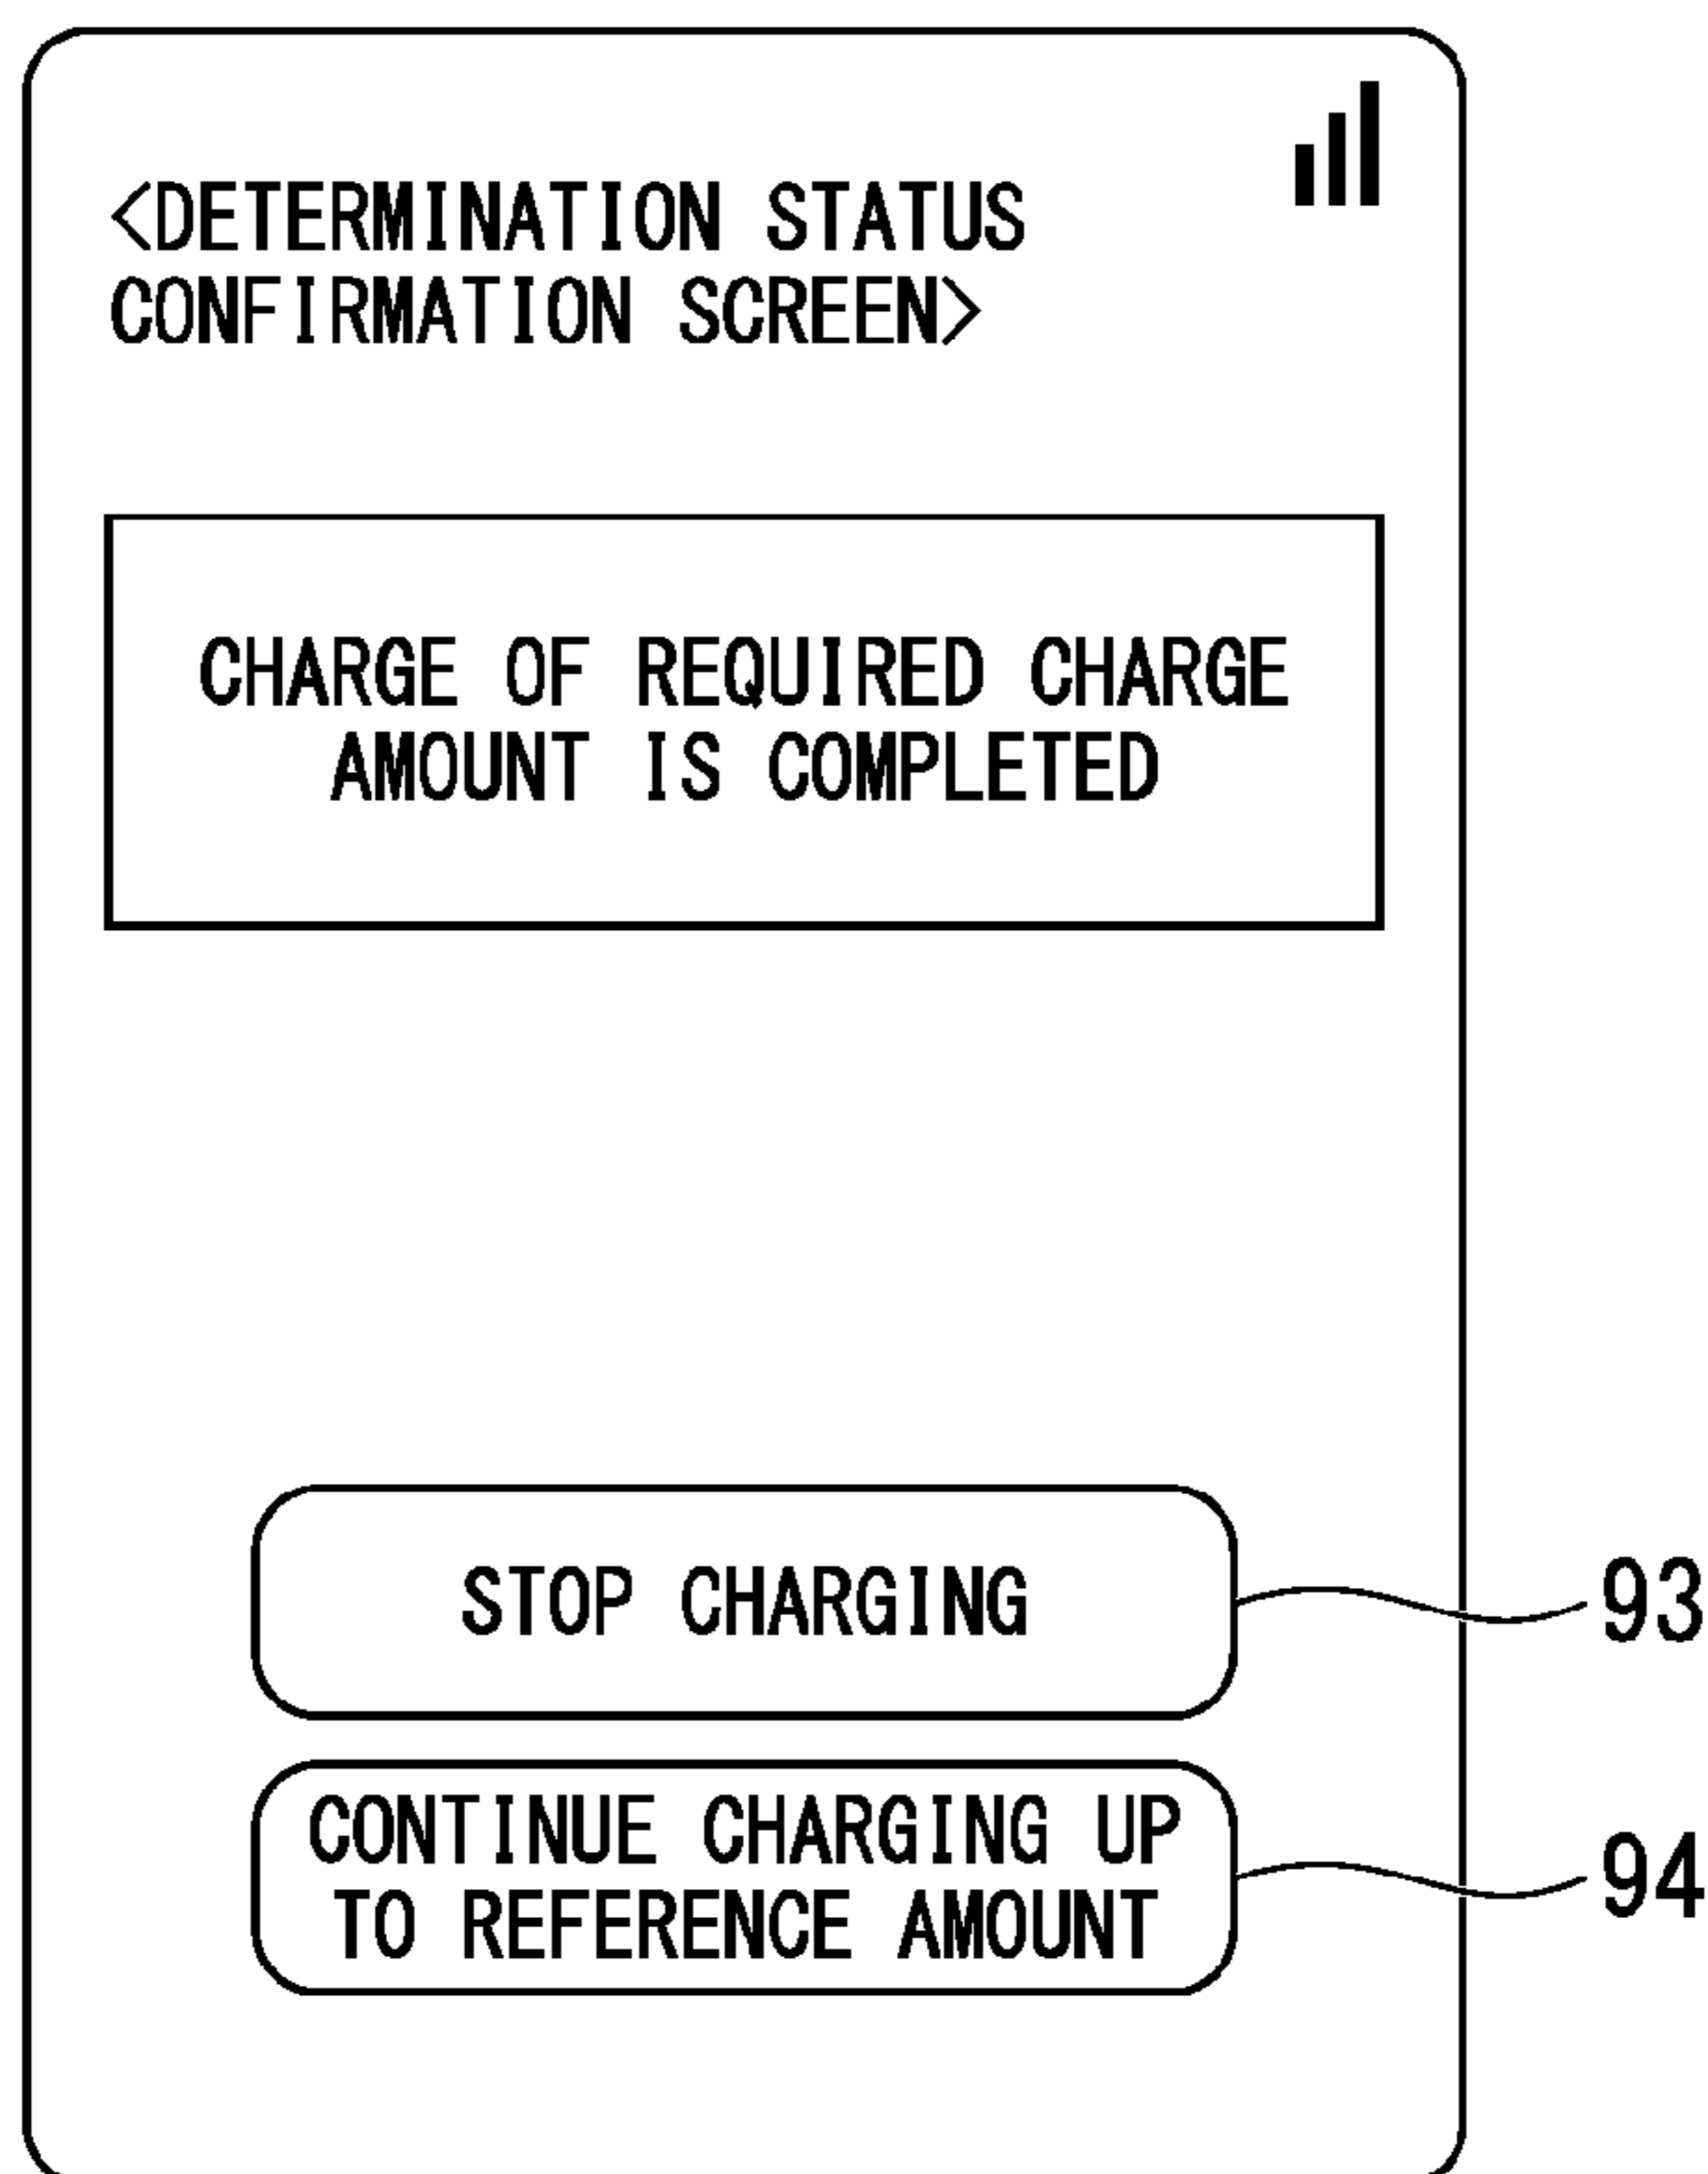 <DETERMINATION STATUS
CONFIRMATION SCREEN>
CHARGE OF REQUIRED CHARGE
AMOUNT IS COMPLETED
STOP CHARGING
93
CONTINUE CHARGING UP
TO REFERENCE AMOUNT
94